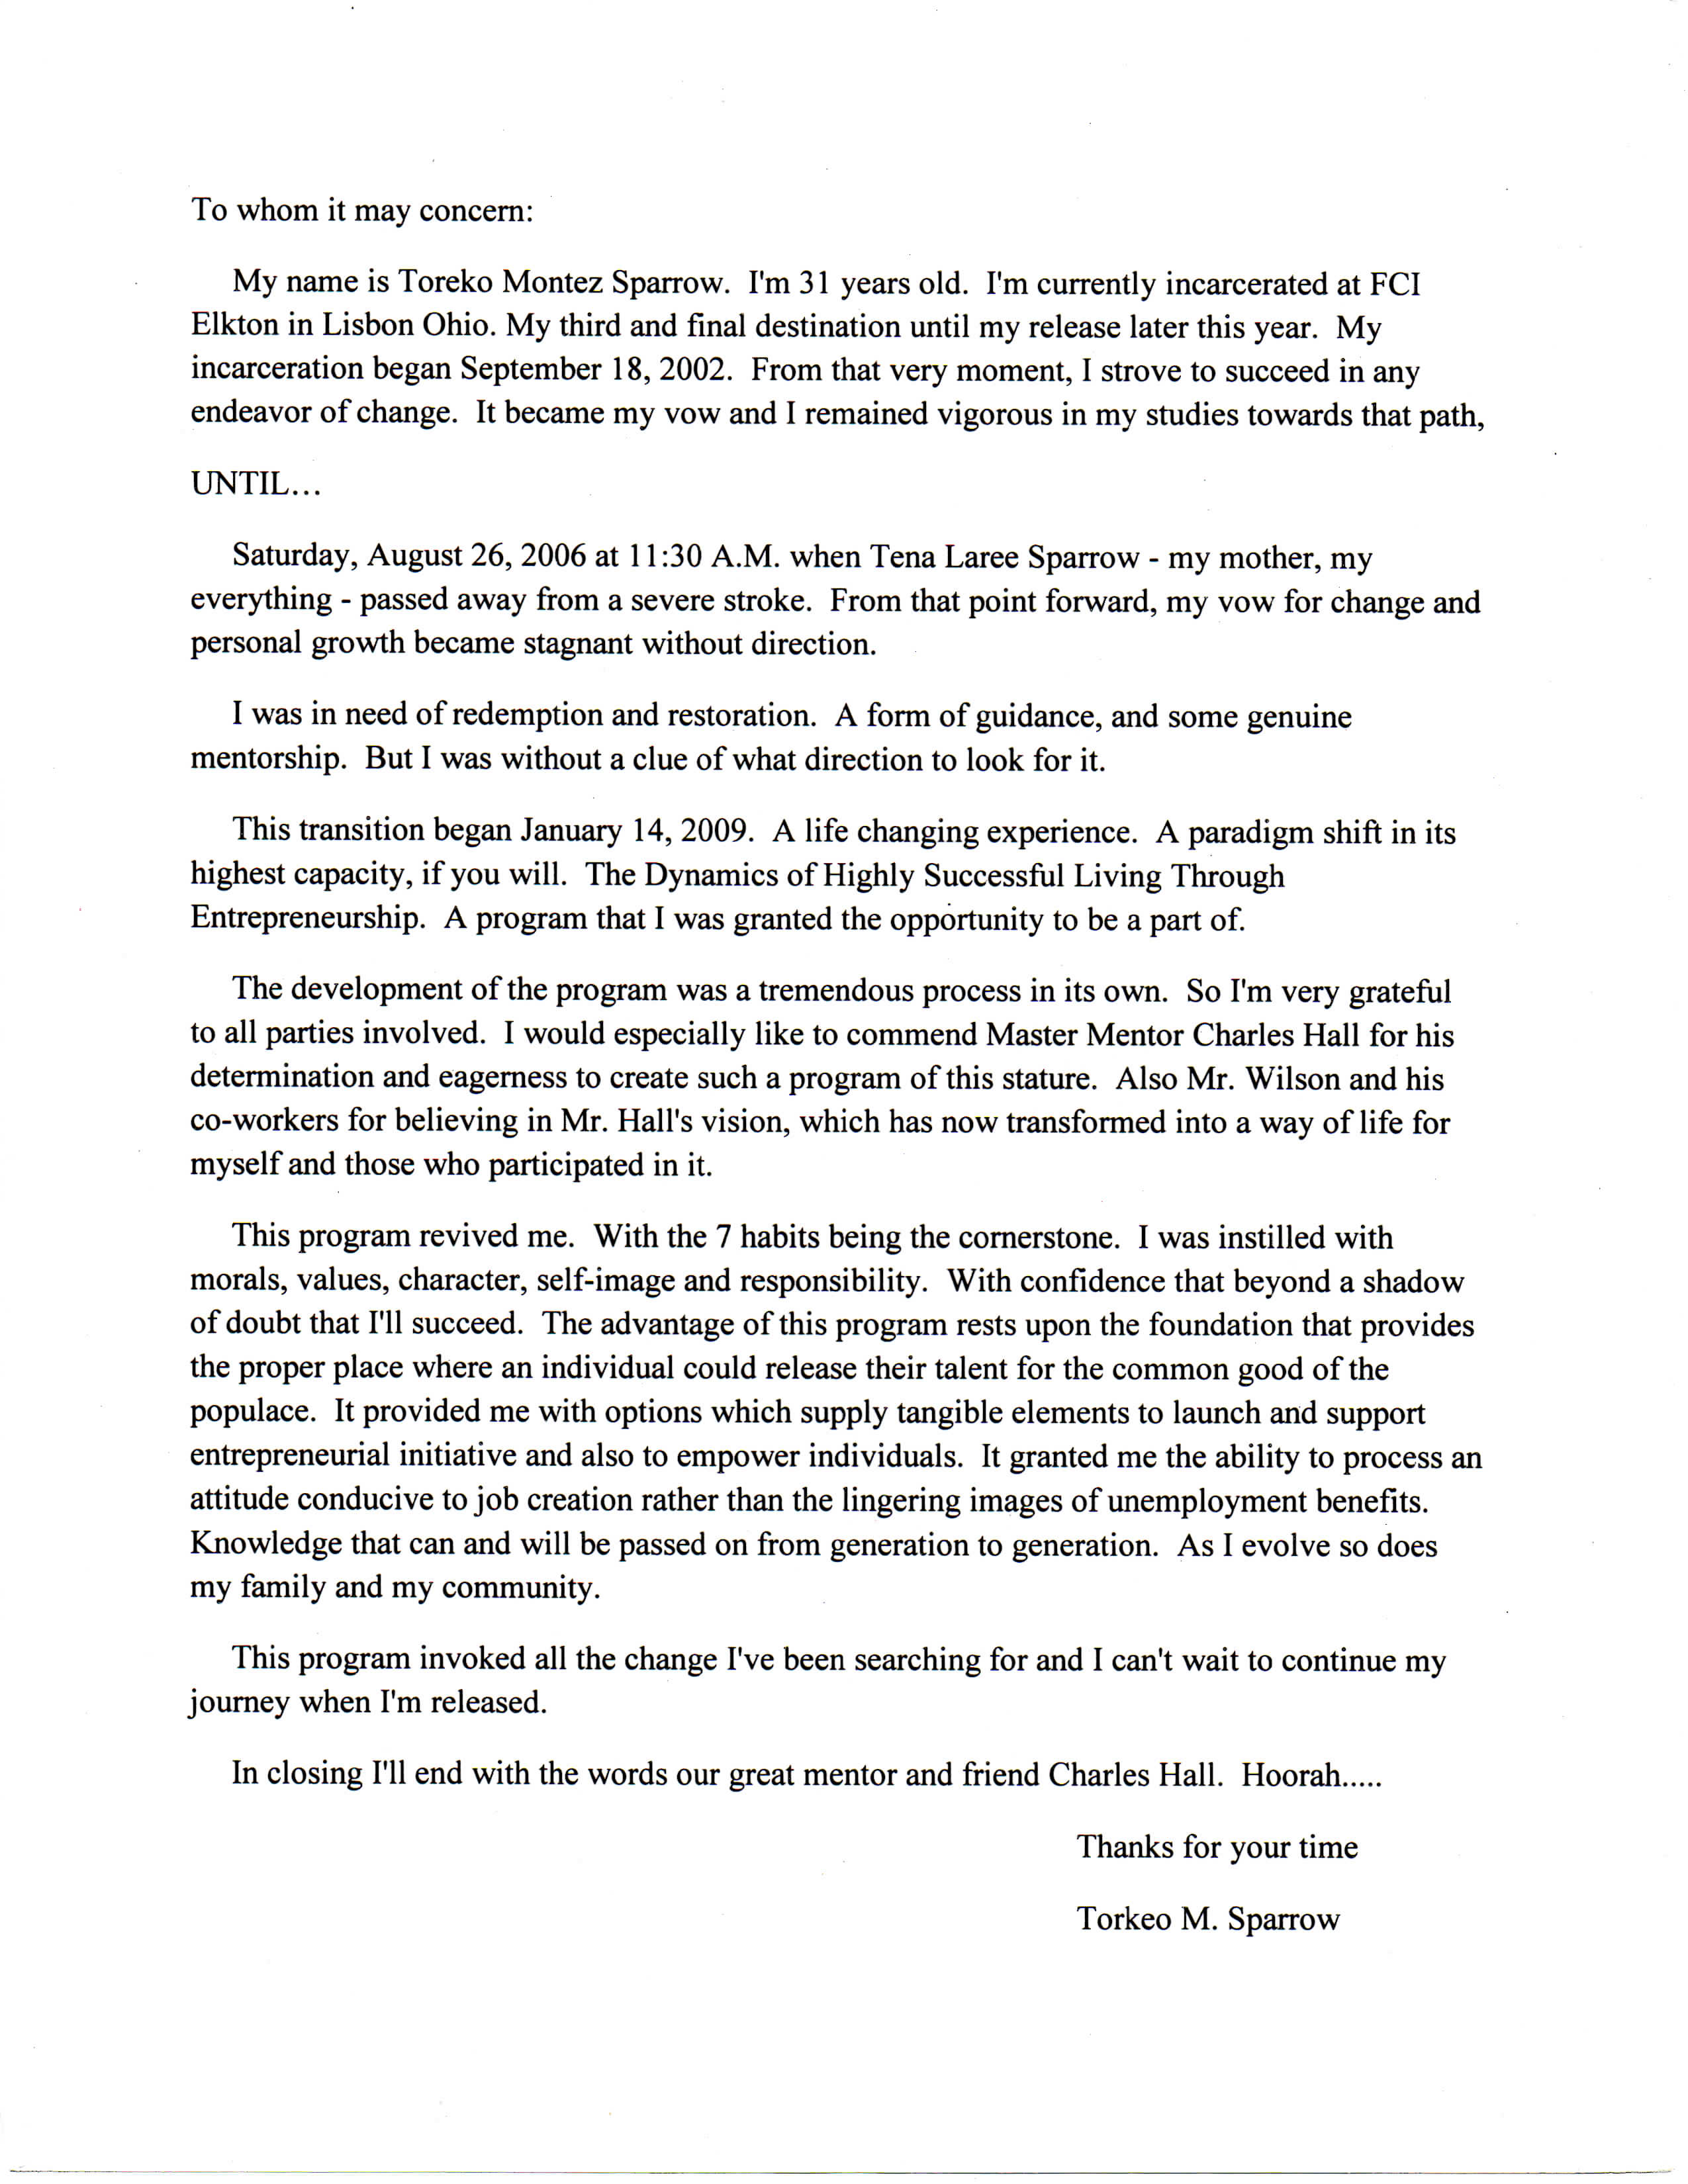 To whom it may concern:
My name is Toreko Montez Sparrow. I'm 31 years old. I'm currently incarcerated at FCI
Elkton in Lisbon Ohio. My third and final destination until my release later this year. My
incarceration began September 18, 2002. From that very moment, I strove to succeed in any
endeavor of change. It became my vow and I remained vigorous in my studies towards that path,
UNTIL...
Saturday, August 26, 2006 at 11:30 A.M. when Tena Laree Sparrow - my mother, my
everything - passed away from a severe stroke. From that point forward, my vow for change and
personal growth became stagnant without direction.
I was in need of redemption and restoration. A form of guidance, and some genuine
mentorship. But I was without a clue of what direction to look for it.
This transition began January 14, 2009. A life changing experience. A paradigm shift in its
highest capacity, if you will. The Dynamics of Highly Successful Living Through
Entrepreneurship. A program that I was granted the opportunity to be a part of.
The development of the program was a tremendous process in its own. So I'm very grateful
to all parties involved. I would especially like to commend Master Mentor Charles Hall for his
determination and eagerness to create such a program of this stature. Also Mr. Wilson and his
co-workers for believing in Mr. Hall's vision, which has now transformed into a way of life for
myself and those who participated in it.
This program revived me. With the 7 habits being the cornerstone. I was instilled with
morals, values, character, self-image and responsibility. With confidence that beyond a shadow
of doubt that I'll succeed. The advantage of this program rests upon the foundation that provides
the proper place where an individual could release their talent for the common good of the
populace. It provided me with options which supply tangible elements to launch and support
entrepreneurial initiative and also to empower individuals. It granted me the ability to process an
attitude conducive to job creation rather than the lingering images of unemployment benefits.
Knowledge that can and will be passed on from generation to generation. As I evolve so does
my family and my community.
This program invoked all the change I've been searching for and I can't wait to continue my
journey when I'm released.
In closing I'll end with the words our great mentor and friend Charles Hall. Hoorah.....
Thanks for your time
Torkeo M. Sparrow